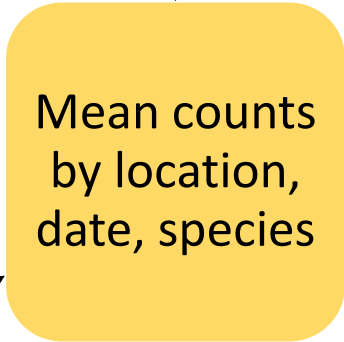 Mean counts
by location,
date, species